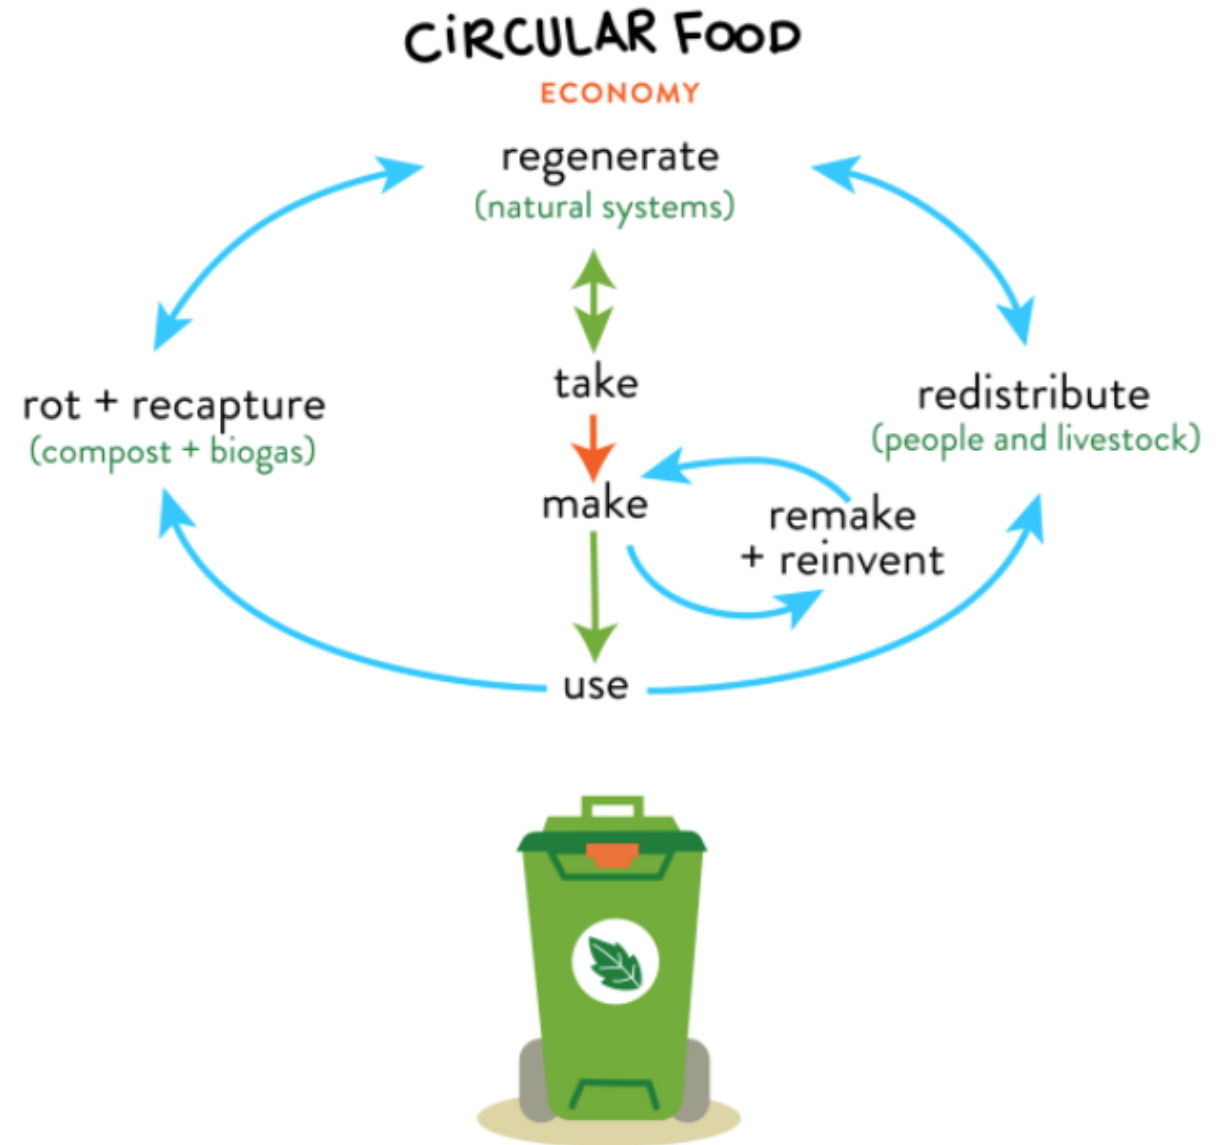 CiRCULAR FOOD
ECONOMY
regenerate
(natural systems)
take
rot + recapture
(compost + biogas)
redistribute
(people and livestock)
make
remake
+ reinvent
use